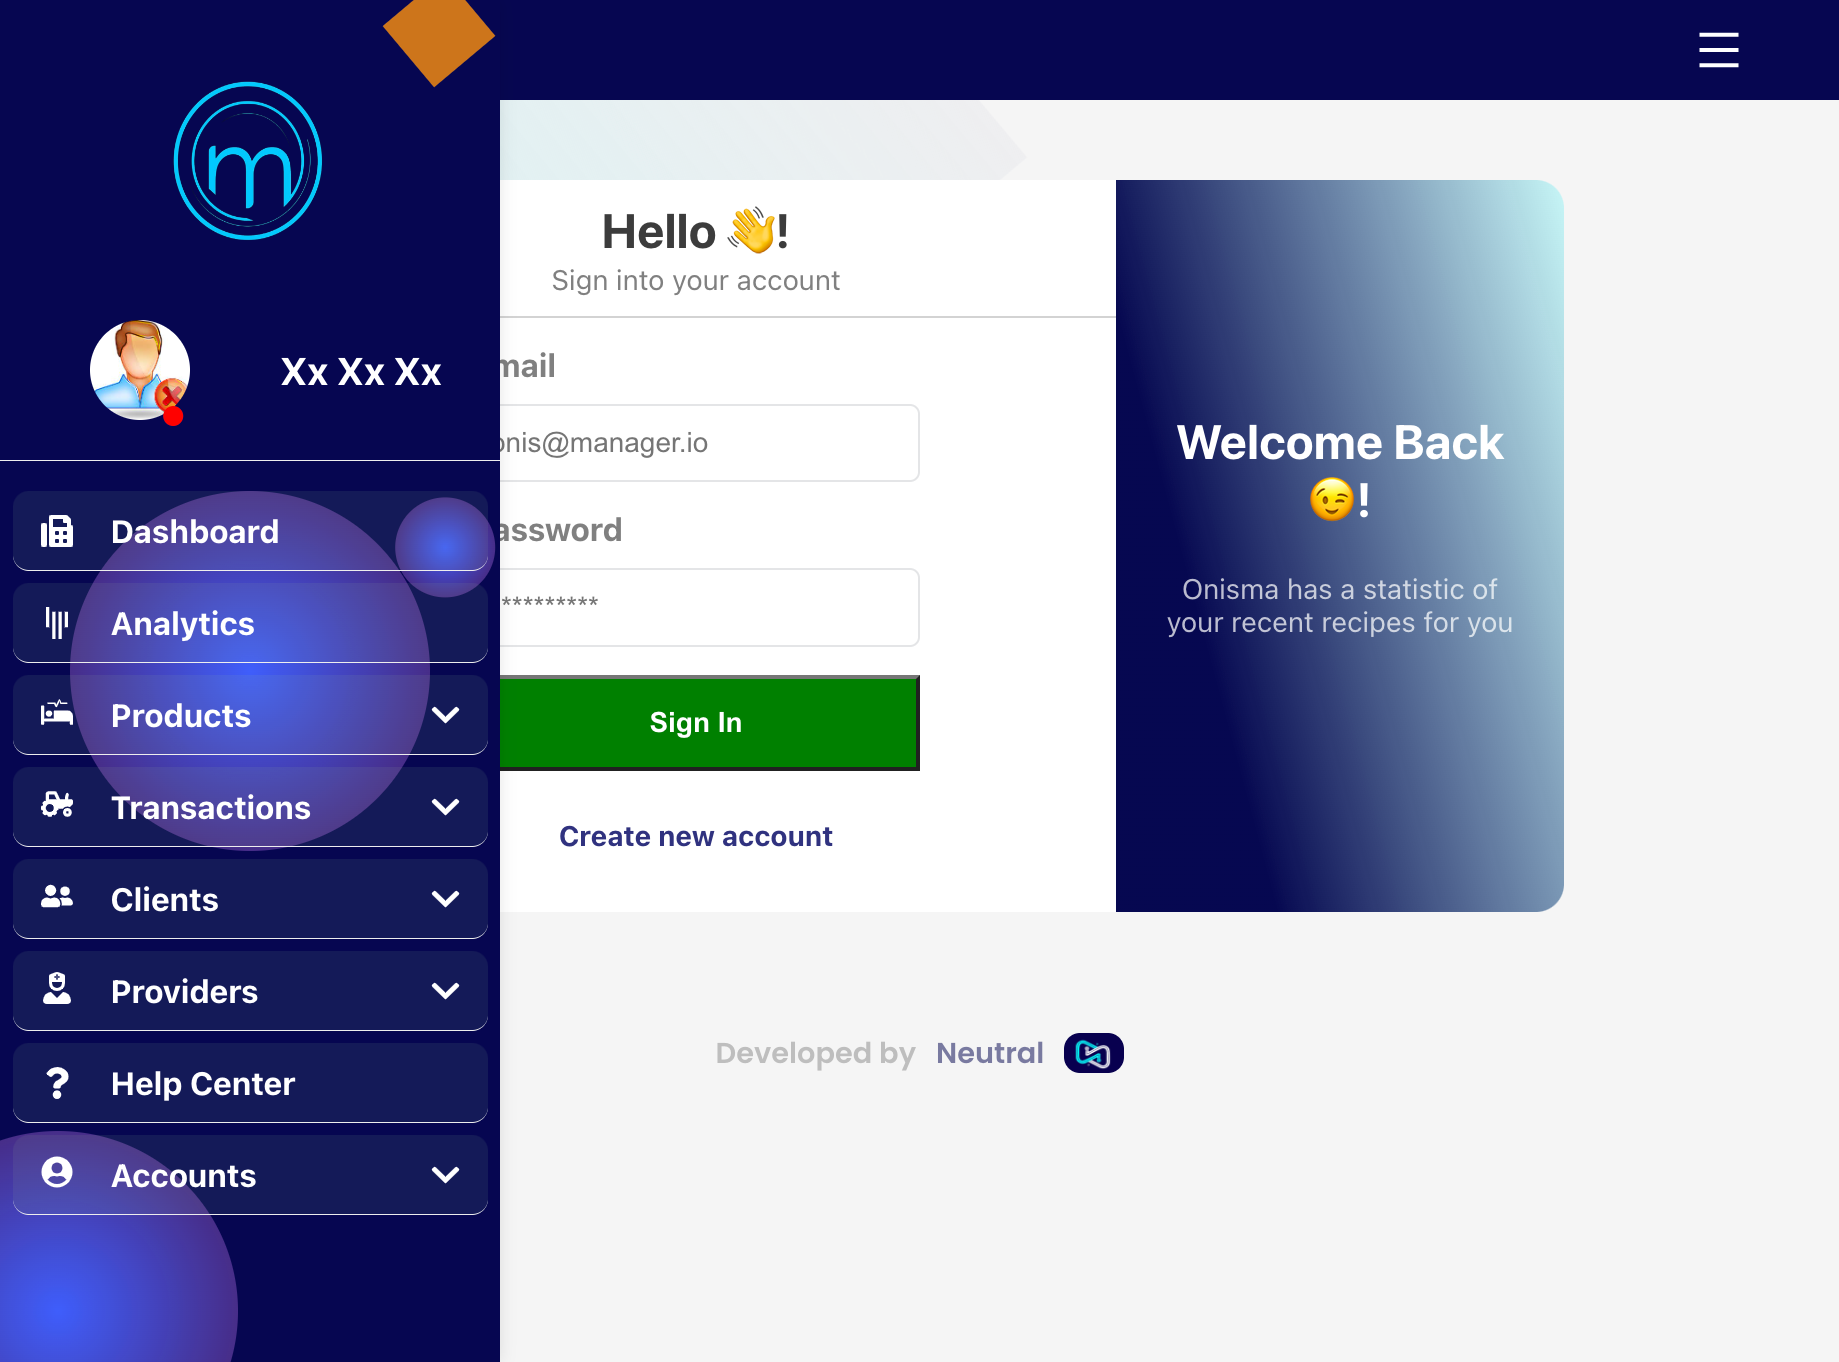 m
Xx Xx Xx
Dashboard
Analytics
Products
Transactions
Clients
Providers
Help Center
Accounts
Hello 👋!
Sign into your account
mail
onis@manager.io
assword
*********
Sign In
Create new account
Welcome Back
😉!
Onisma has a statistic of
your recent recipes for you
Developed by Neutral